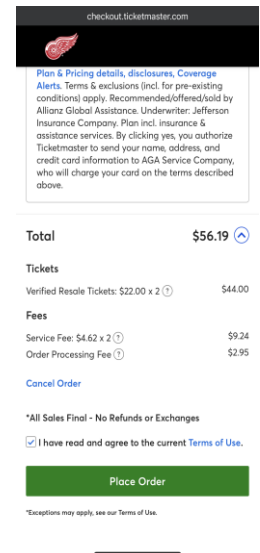 checkout.ticketmaster.com
Plan & Pricing details, disclosures, Coverage
Alerts. Terms & exclusions (incl. for pre-existing
conditions) apply. Recommended/offered/sold by
Allianz Global Assistance. Underwriter: Jefferson
Insurance Company. Plan incl. insurance &
assistance services. By clicking yes, you authorize
Ticketmaster to send your name, address, and
credit card information to AGA Service Company,
who will charge your card on the terms described
above.
Total $56.19
Tickets
Verified Resale Tickets: $22.00 x 2 ? $44.00
Fees
Service Fee: $4.62 x 2 ? $9.24
Order Processing Fee ? $2.95
Cancel Order
*All Sales Final - No Refunds or Exchanges
I have read and agree to the current Terms of Use.
Place Order
*Exceptions may apply, see our Terms of Use.